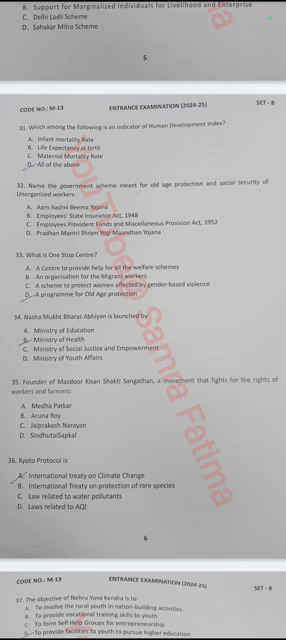 B. Support for Marginalized Individuals for Livelihood and Enterprise
C. Delhi Ladli Scheme
D. Sahakar Mitra Scheme
5
CODE NO.: M-13 ENTRANCE EXAMINATION (2024-25) SET - B
31. Which among the following is an indicator of Human Development Index?
A. Infant mortality Rate
B. Life Expectancy at birth
C. Maternal Mortality Rate
D. All of the above
32. Name the government scheme meant for old age protection and social security of
Unorganized workers.
A. Aam Aadmi Beema Yojana
B. Employees' State Insurance Act, 1948
C. Employees Provident Funds and Miscellaneous Provision Act, 1952
D. Pradhan Mantri Shram Yogi Maandhan Yojana
33. What is One Stop Centre?
A. A Centre to provide help for all the welfare schemes
B. An organisation for the Migrant workers
C. A scheme to protect women affected by gender-based violence
D. A programme for Old Age protection
34. Nasha Mukht Bharat Abhiyan is launched by
A. Ministry of Education
B. Ministry of Health
C. Ministry of Social Justice and Empowerment
D. Ministry of Youth Affairs
35. Founder of Mazdoor Kisan Shakti Sangathan, a movement that fights for the rights of
workers and farmers:
A. Medha Patkar
B. Aruna Roy
C. Jaiprakash Narayan
D. SindhutaiSapkal
36. Kyoto Protocol is
A. International treaty on Climate Change
B. International Treaty on protection of rare species
C. Law related to water pollutants
D. Laws related to AQI
6
CODE NO.: M-13 ENTRANCE EXAMINATION (2024-25) SET - B
37. The objective of Nehru Yuva Kendra is to
A. To involve the rural youth in nation-building activities.
B. To provide vocational training skills to youth
C. To form Self Help Groups for entrepreneurship
D. To provide facilities to youth to pursue higher education
YouTube@Samra Fatima